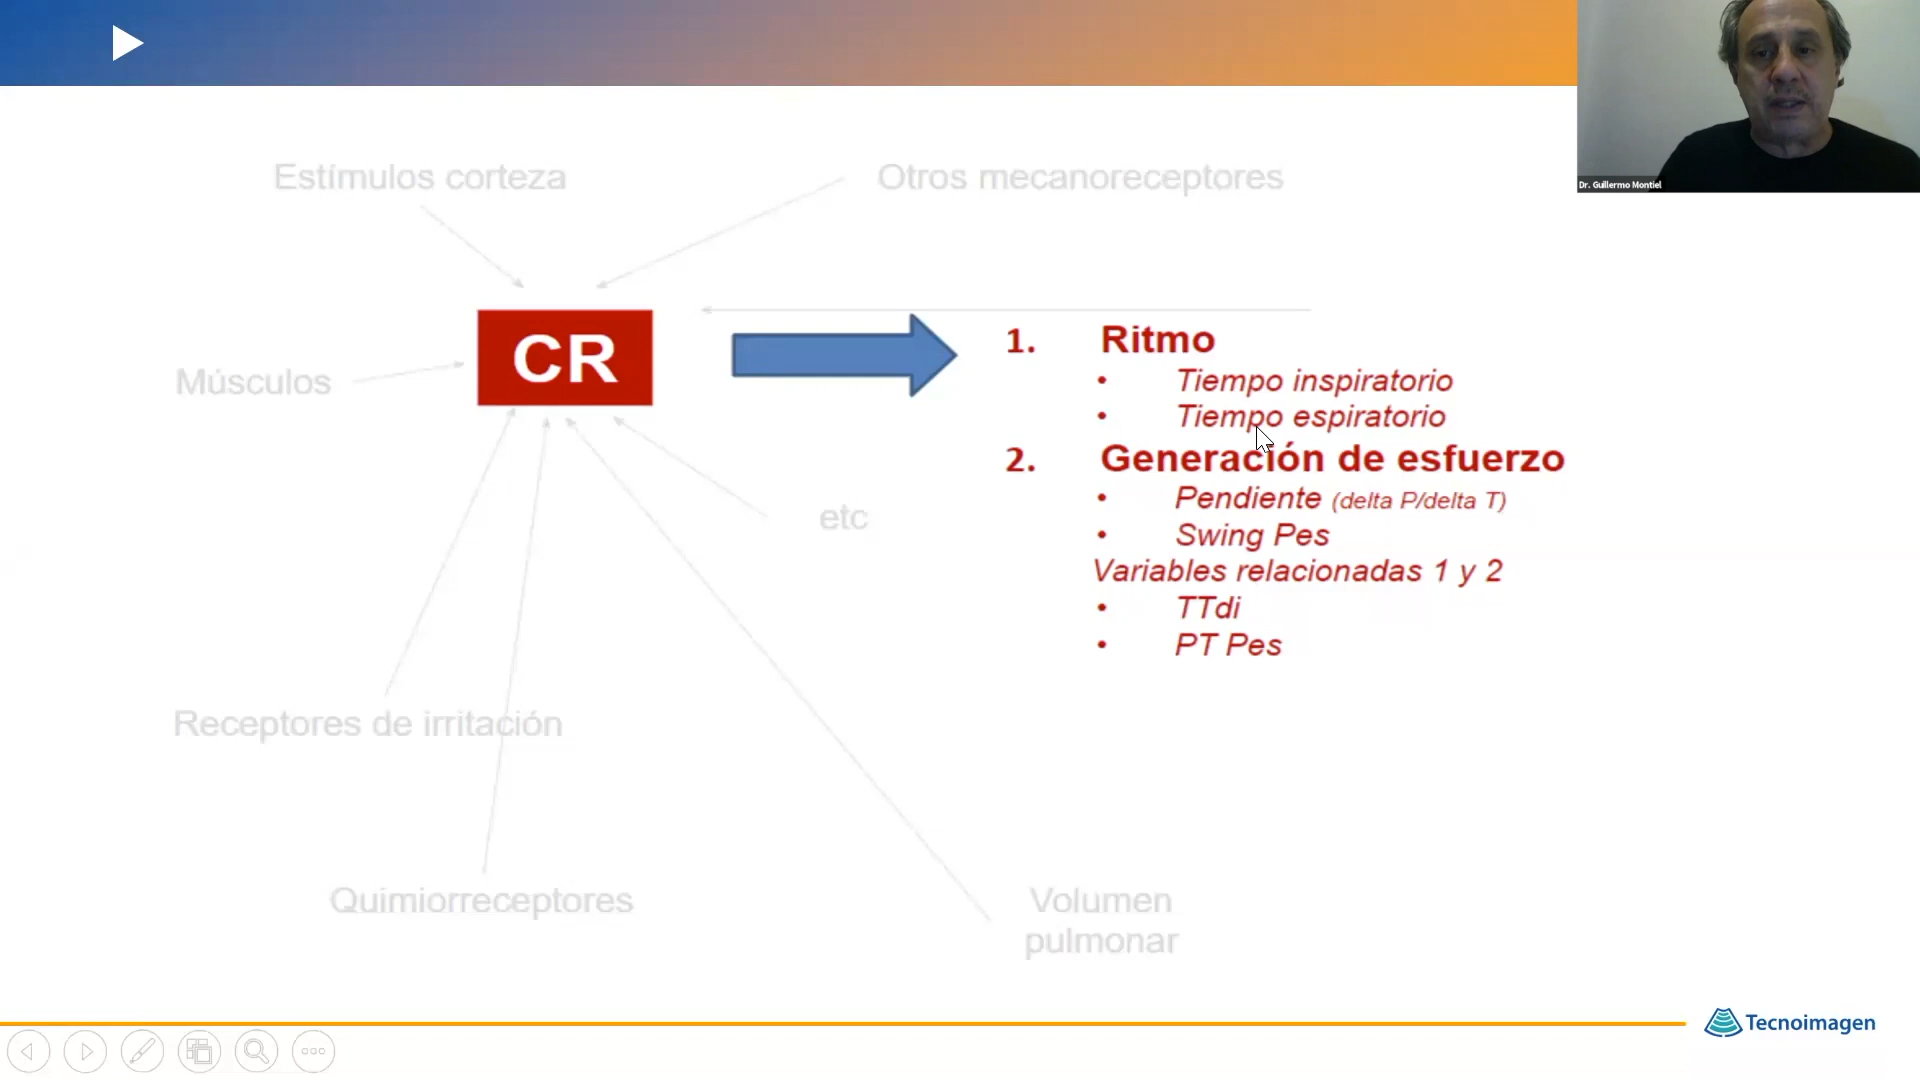 Dr. Guillermo Montiel
Estímulos corteza
Otros mecanoreceptores
CR
Músculos
1. Ritmo
• Tiempo inspiratorio
• Tiempo espiratorio
2. Generación de esfuerzo
• Pendiente (delta P/delta T)
• Swing Pes
Variables relacionadas 1 y 2
• TTdi
• PT Pes
etc
Receptores de irritación
Quimiorreceptores
Volumen
pulmonar
Tecnoimagen